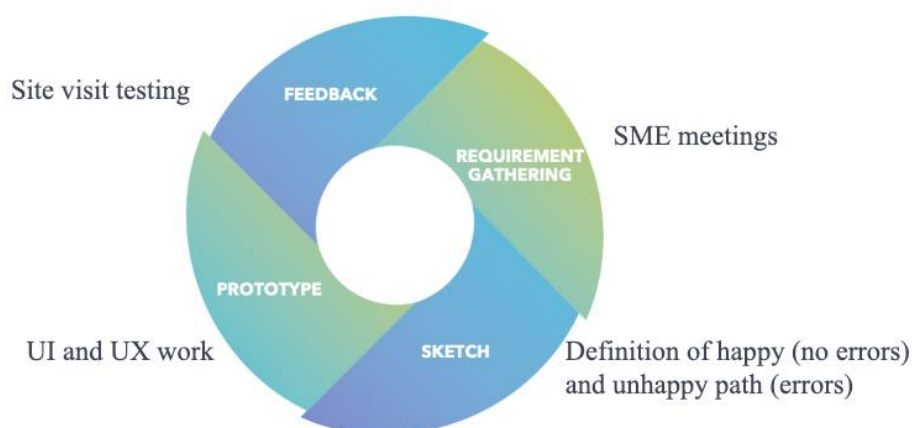 FEEDBACK
Site visit testing
REQUIREMENT
GATHERING
SME meetings
PROTOTYPE
UI and UX work
SKETCH
Definition of happy (no errors)
and unhappy path (errors)